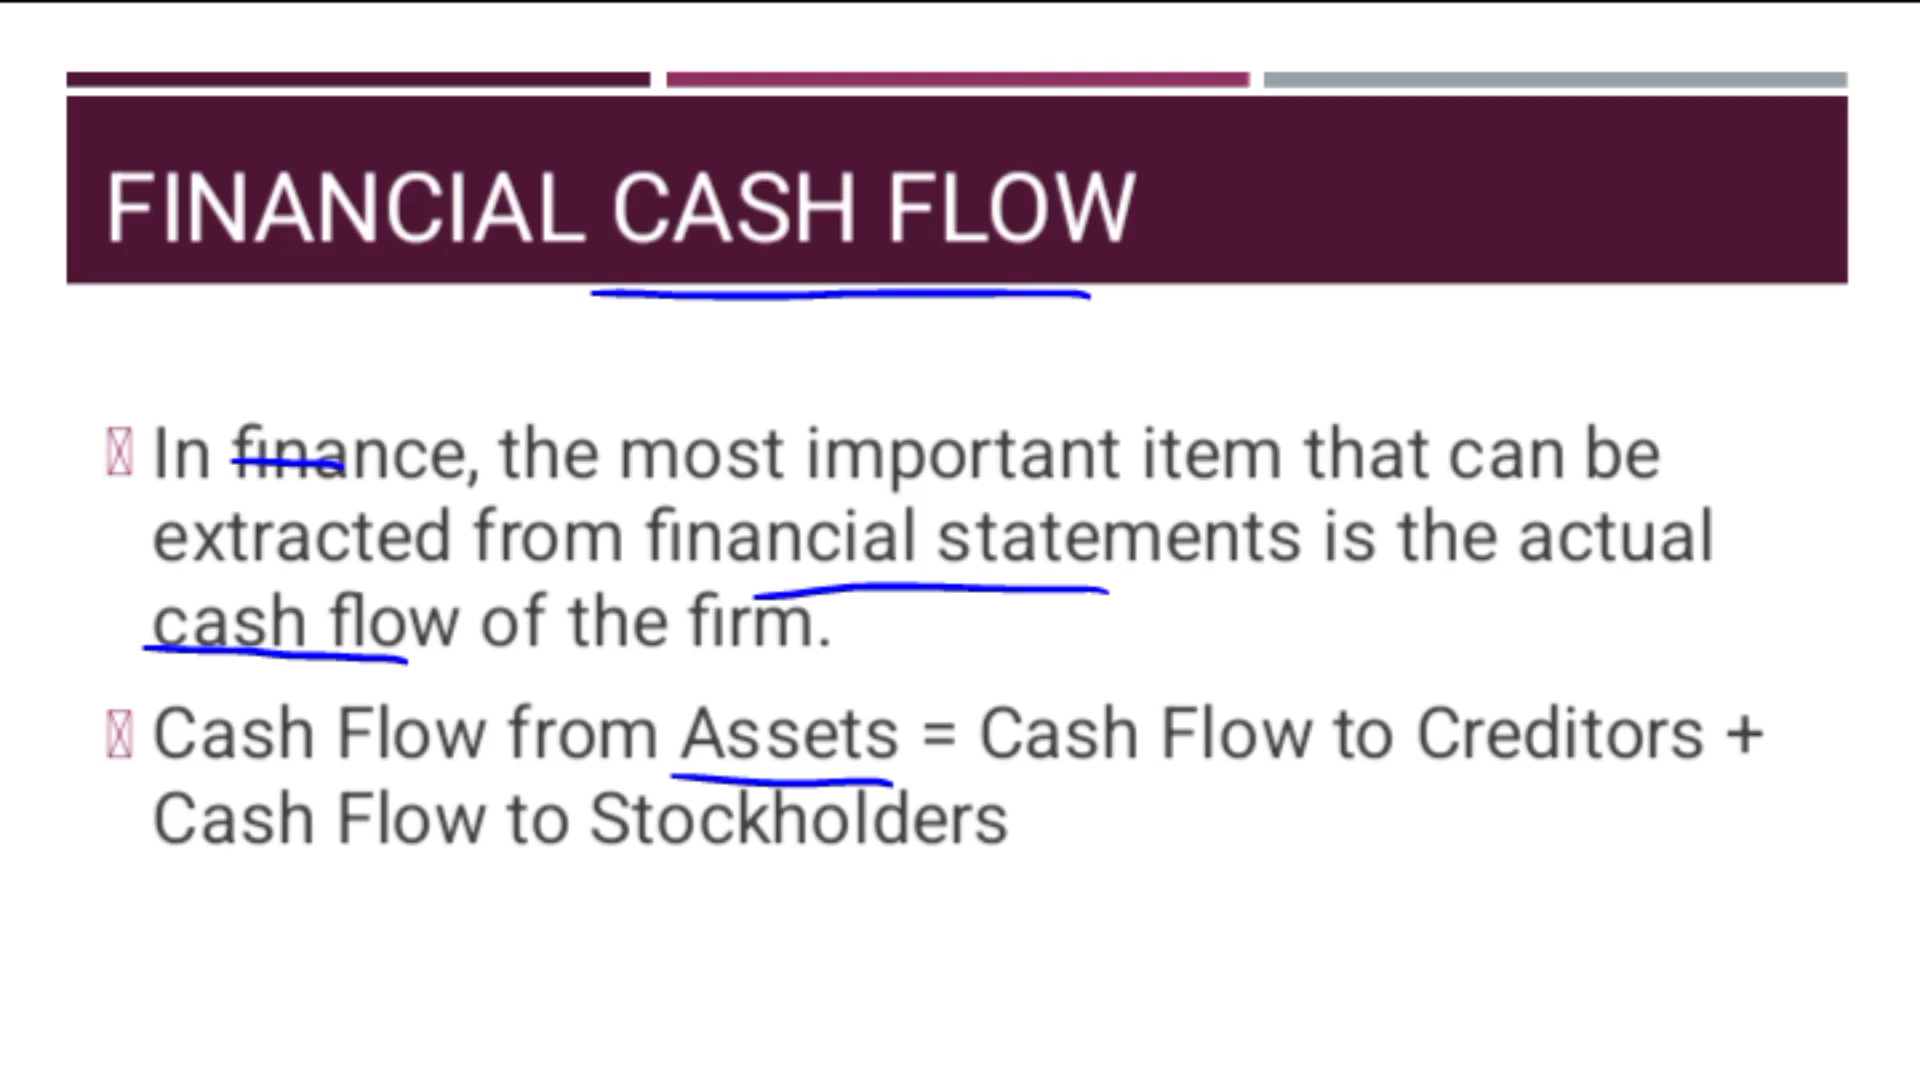 FINANCIAL CASH FLOW
In finance, the most important item that can be
extracted from financial statements is the actual
cash flow of the firm.
Cash Flow from Assets = Cash Flow to Creditors +
Cash Flow to Stockholders